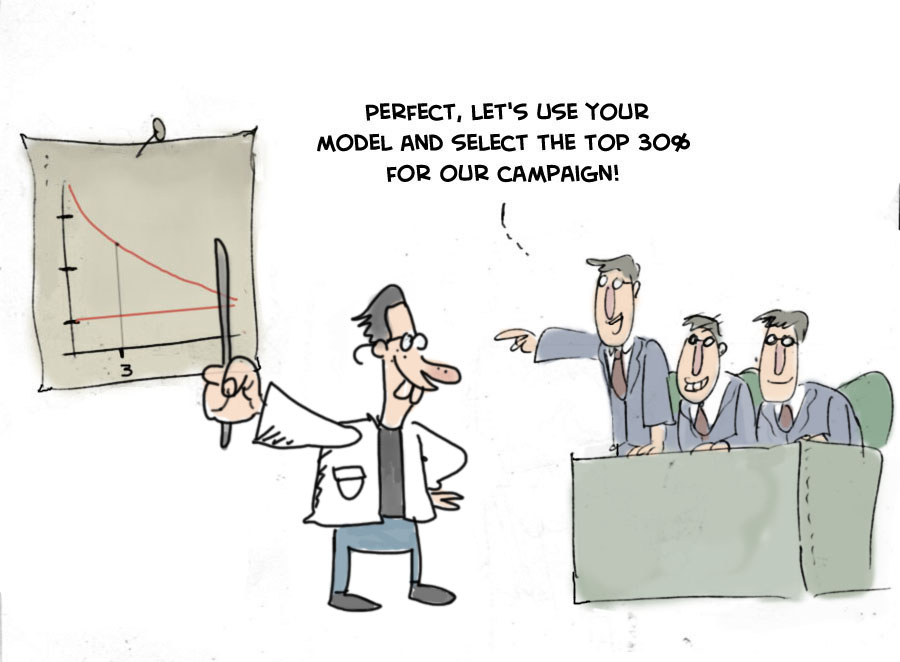 PERFECT, LET'S USE YOUR
MODEL AND SELECT THE TOP 30%
FOR OUR CAMPAIGN!
3